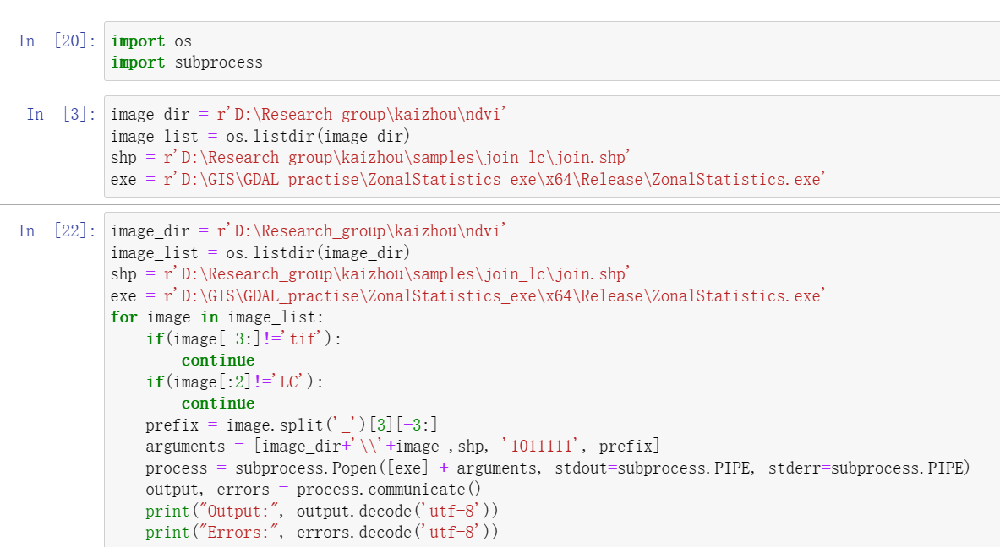 In [20]: import os
import subprocess
In [3]: image_dir = r'D:\Research_group\kaizhou\ndvi'
image_list = os.listdir(image_dir)
shp = r'D:\Research_group\kaizhou\samples\join_lc\join.shp'
exe = r'D:\GIS\GDAL_practise\ZonalStatistics_exe\x64\Release\ZonalStatistics.exe'
In [22]: image_dir = r'D:\Research_group\kaizhou\ndvi'
image_list = os.listdir(image_dir)
shp = r'D:\Research_group\kaizhou\samples\join_lc\join.shp'
exe = r'D:\GIS\GDAL_practise\ZonalStatistics_exe\x64\Release\ZonalStatistics.exe'
for image in image_list:
    if(image[-3:]!='tif'):
        continue
    if(image[:2]!='LC'):
        continue
    prefix = image.split('_')[3][-3:]
    arguments = [image_dir+'\\'+image ,shp, '1011111', prefix]
    process = subprocess.Popen([exe] + arguments, stdout=subprocess.PIPE, stderr=subprocess.PIPE)
    output, errors = process.communicate()
    print("Output:", output.decode('utf-8'))
    print("Errors:", errors.decode('utf-8'))